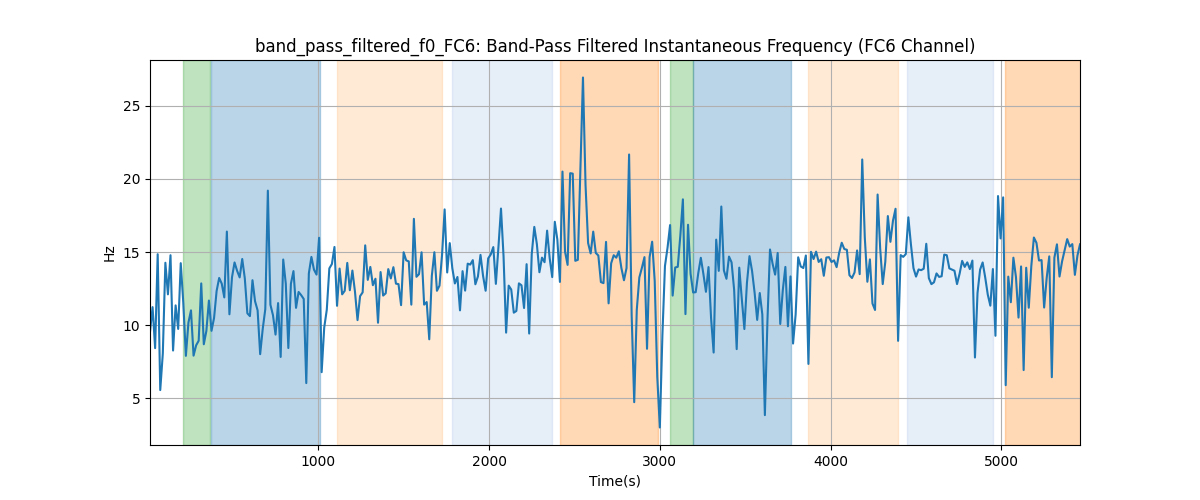 band_pass_filtered_f0_FC6: Band-Pass Filtered Instantaneous Frequency (FC6 Channel)
25
20
15
10
5
Hz
1000 2000 3000 4000 5000
Time(s)